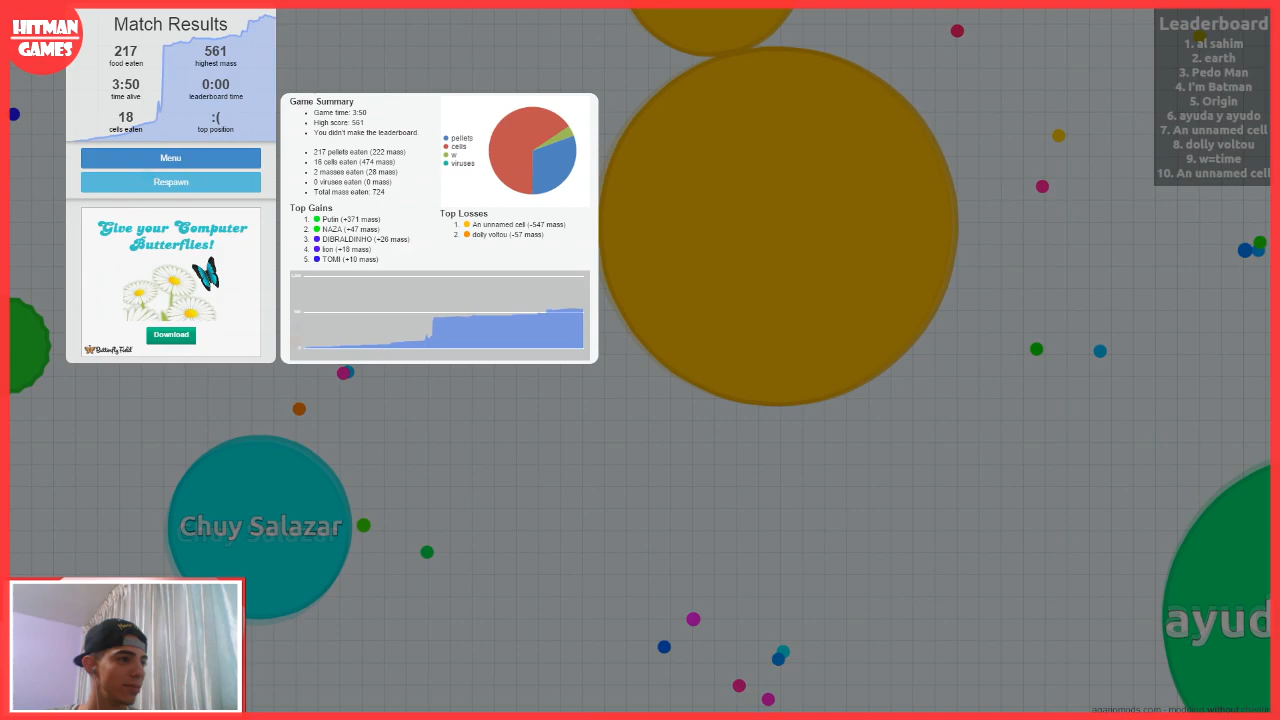 HITMAN
GAMES
Match Results
217
food eaten
561
highest mass
3:50
time alive
0:00
leaderboard time
18
cells eaten
:(
top position
Menu
Respawn
Give your Computer
Butterflies!
Download
Butterfly Field
Game Summary
Game time: 3:50
High score: 561
You didn't make the leaderboard.
217 pellets eaten (222 mass)
16 cells eaten (474 mass)
2 masses eaten (28 mass)
0 viruses eaten (0 mass)
Total mass eaten: 724
pellets
cells
w
viruses
Top Gains
1. Putin (+371 mass)
2. NAZA (+47 mass)
3. DIBRALDINHO (+26 mass)
4. lion (+18 mass)
5. TOMI (+10 mass)
Top Losses
1. An unnamed cell (-547 mass)
2. dolly voltou (-57 mass)
Leaderboard
1. al sahim
2. earth
3. Pedo Man
4. I'm Batman
5. Origin
6. ayuda y ayudo
7. An unnamed cell
8. dolly voltou
9. w=time
10. An unnamed cell
Chuy Salazar
ayud
agariomods.com - modding without